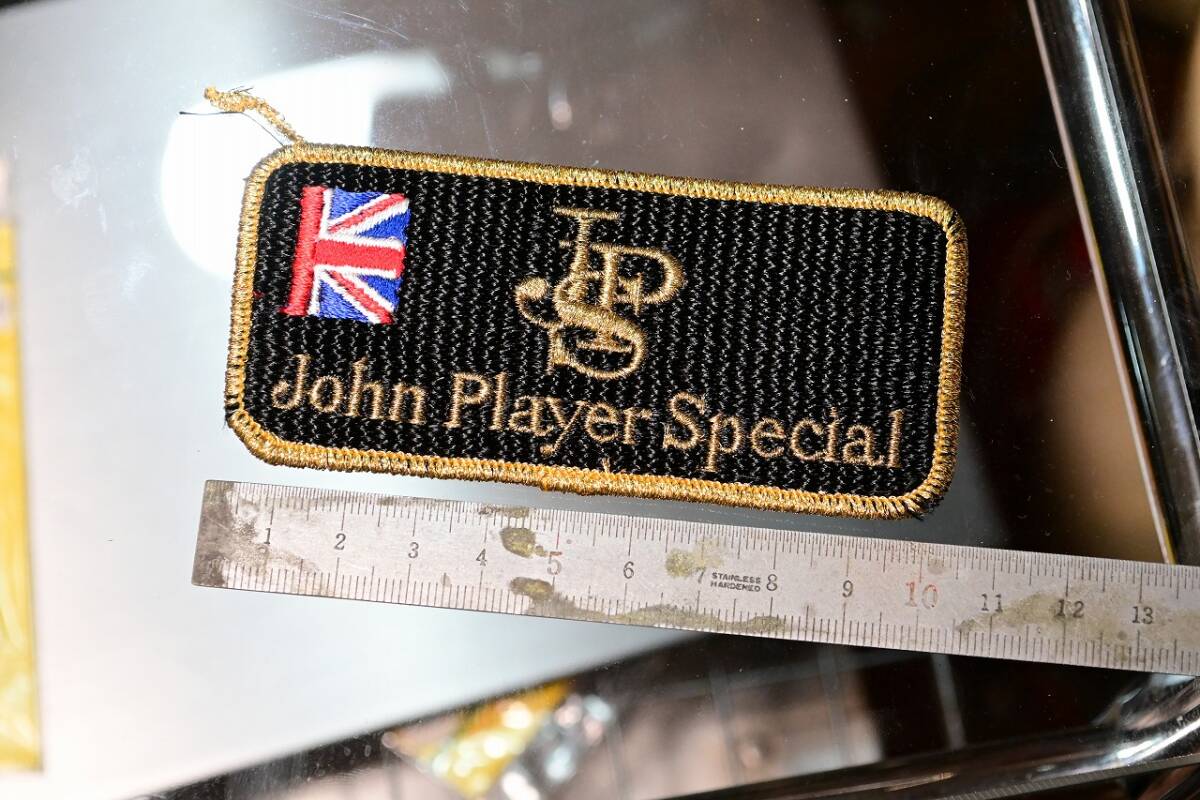 JPS
John Player Special
1 2 3 4 5 6 7 8 9 10 11 12 13
STAINLESS
HARDENED